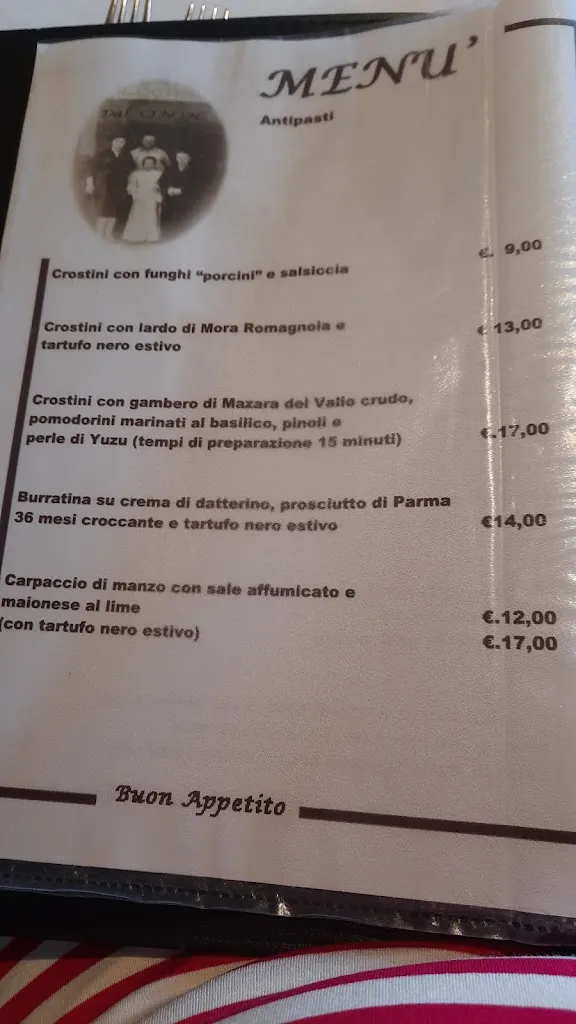 MENU'
Antipasti
Crostini con funghi "porcini" e salsiccia €. 9,00
Crostini con lardo di Mora Romagnola e € 13,00
tartufo nero estivo
Crostini con gambero di Mazara del Vallo crudo,
pomodorini marinati al basilico, pinoli e €.17,00
perle di Yuzu (tempi di preparazione 15 minuti)
Burratina su crema di datterino, prosciutto di Parma
36 mesi croccante e tartufo nero estivo €14,00
Carpaccio di manzo con sale affumicato e
maionese al lime €.12,00
(con tartufo nero estivo) €.17,00
Buon Appetito